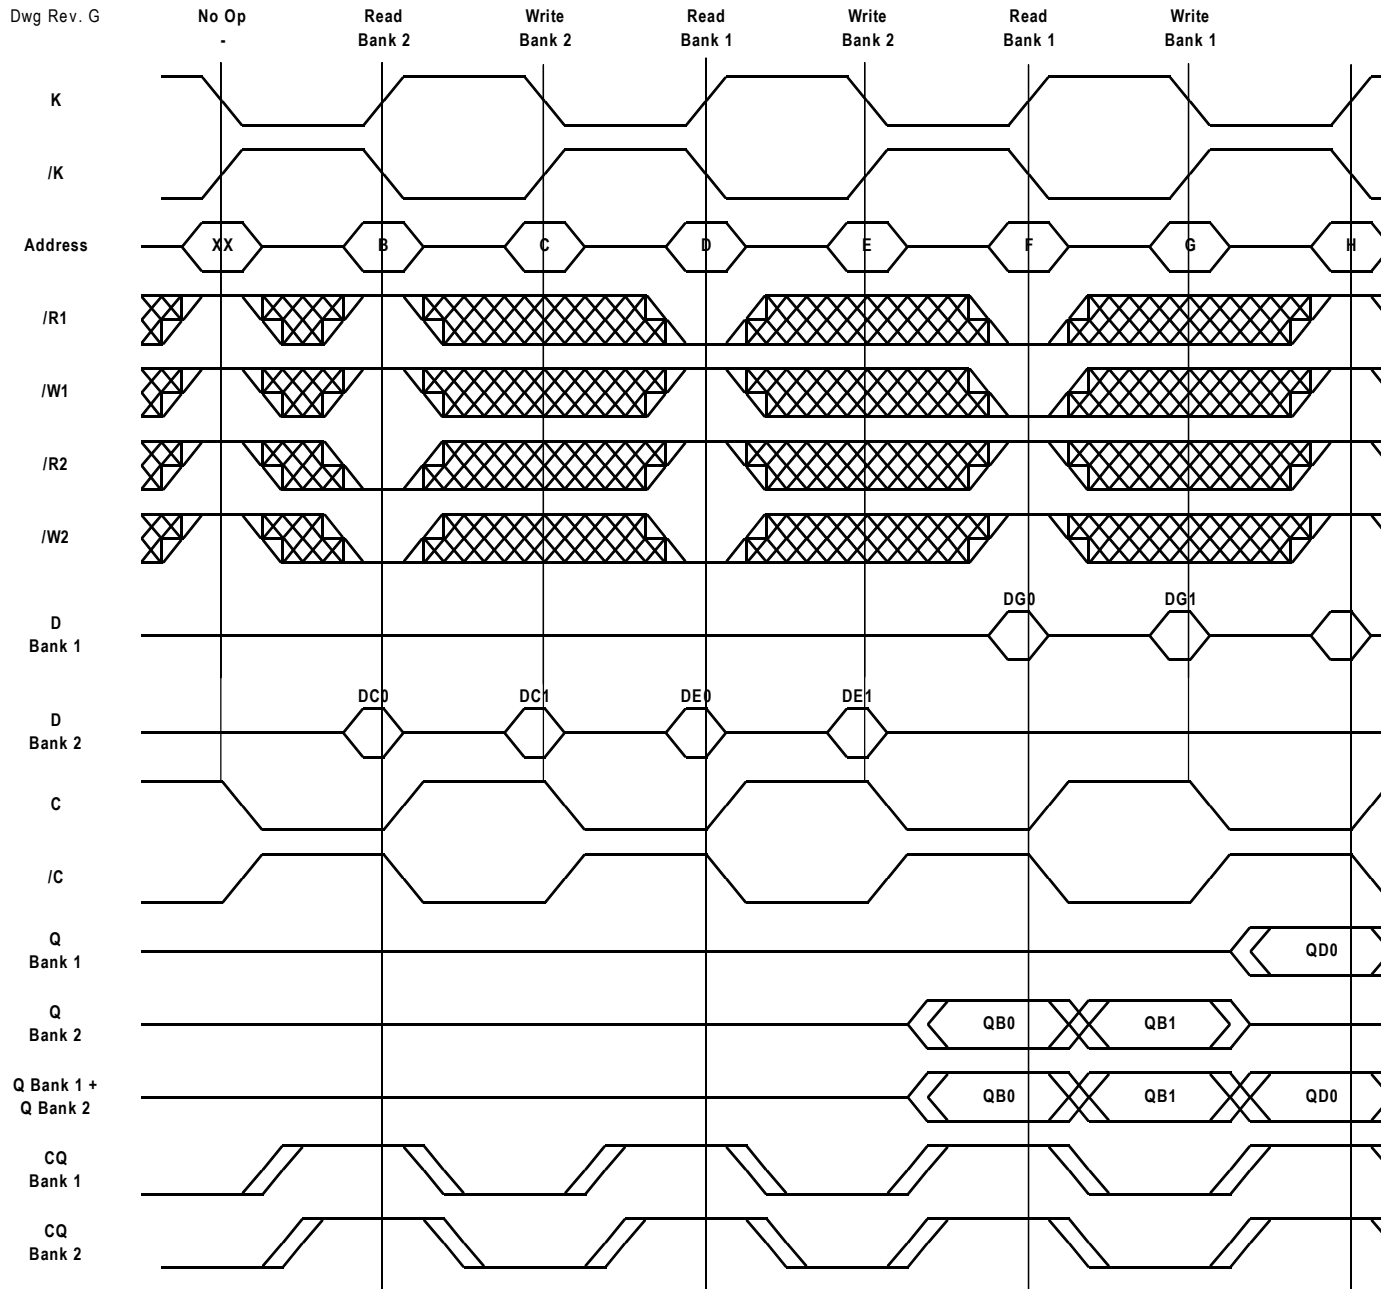 Dwg Rev. G
No Op
-
Read
Bank 2
Write
Bank 2
Read
Bank 1
Write
Bank 2
Read
Bank 1
Write
Bank 1
K
/K
Address
XX
B
C
D
E
F
G
H
/R1
/W1
/R2
/W2
D
Bank 1
DG0
DG1
D
Bank 2
DC0
DC1
DE0
DE1
C
/C
Q
Bank 1
QD0
Q
Bank 2
QB0
QB1
Q Bank 1 +
Q Bank 2
QB0
QB1
QD0
CQ
Bank 1
CQ
Bank 2